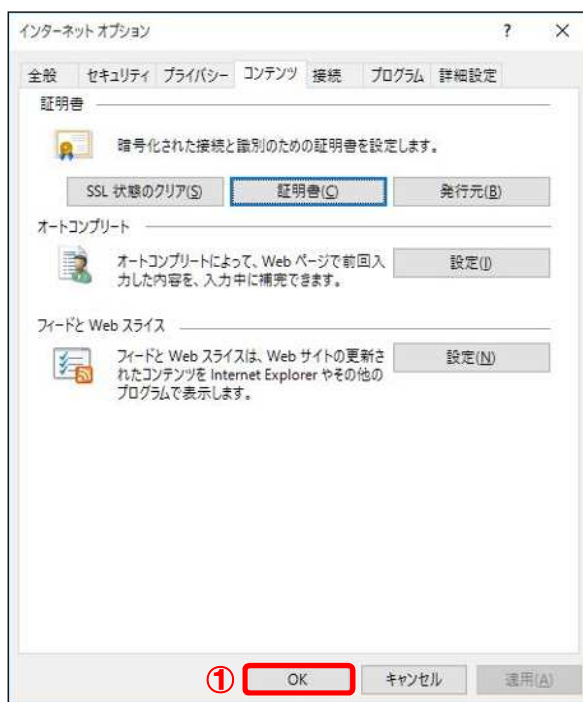 インターネット オプション ? ×
全般 セキュリティ プライバシー コンテンツ 接続 プログラム 詳細設定
証明書
暗号化された接続と識別のための証明書を設定します。
SSL 状態のクリア(S) 証明書(C) 発行元(B)
オートコンプリート
オートコンプリートによって、Web ページで前回入
力した内容を、入力中に補完できます。
設定(I)
フィードと Web スライス
フィードと Web スライスは、Web サイトの更新さ
れたコンテンツを Internet Explorer やその他の
プログラムで表示します。
設定(N)
① OK キャンセル 適用(A)